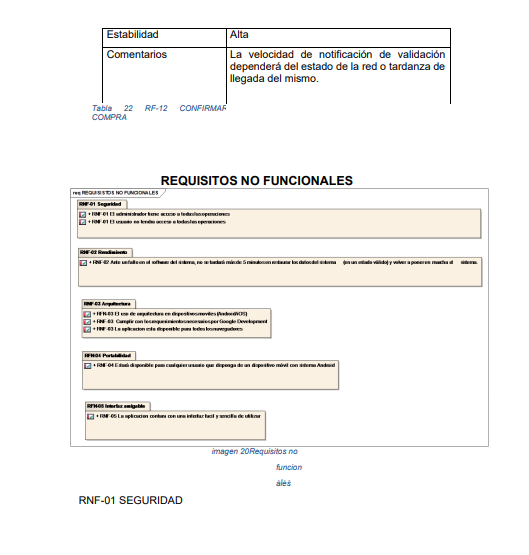 Estabilidad Alta
Comentarios La velocidad de notificación de validación
dependerá del estado de la red o tardanza de
llegada del mismo.
Tabla 22 RF-12 CONFIRMAR
COMPRA
REQUISITOS NO FUNCIONALES
req REQUISISTOS NO FUNCIONALES
RNF-01 Seguridad
+ RNF-01 El administrador tiene acceso a todas las operaciones
+ RNF-01 El usuario no tendra acceso a todas las operaciones
RNF-02 Rendimiento
+ RNF-02 Ante un fallo en el software del sistema, no se tardará más de 5 minutos en restaurar los datos del sistema (en un estado válido) y volver a poner en marcha el sistema.
RNF-03 Arquitectura
+ RFN-03 El uso de arquitectura en dispositivos moviles (Android/iOS)
+ RNF-03 Cumplir con los requerimientos necesarios por Google Development
+ RNF-03 La aplicacion esta disponible para todos los navegadores
RFN-04 Portabilidad
+ RNF-04 Estará disponible para cualquier usuario que disponga de un dispositivo móvil con sistema Android
RFN-05 Interfaz amigable
+ RNF-05 La aplicacion contara con una interfaz facil y sencilla de utilizar
imagen 20Requisitos no
funcion
ales
RNF-01 SEGURIDAD